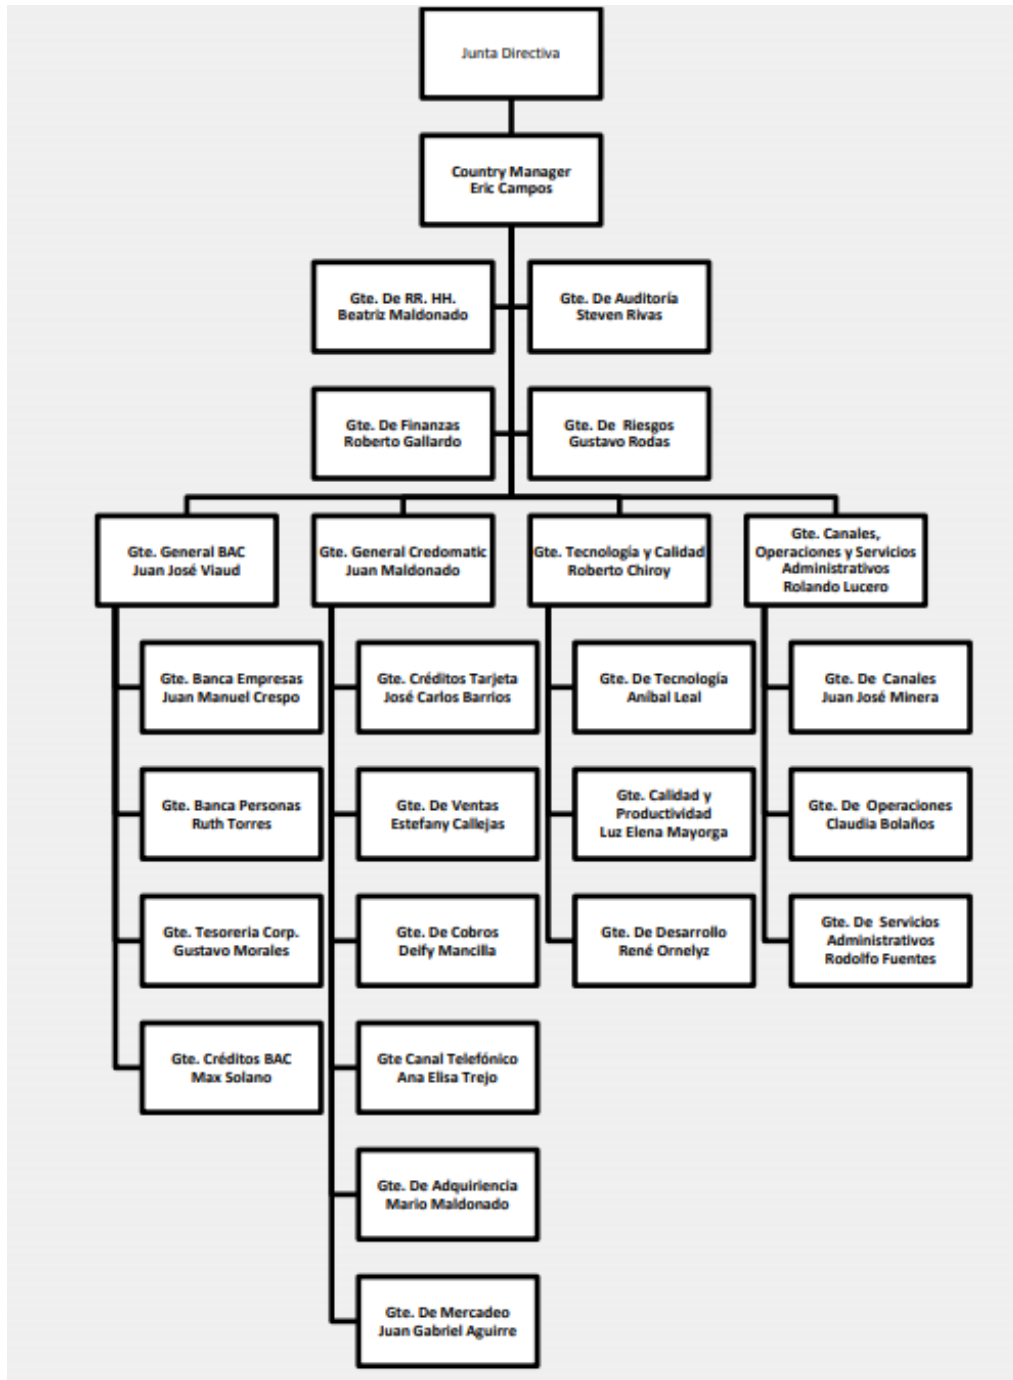 Junta Directiva
Country Manager
Eric Campos
Gte. De RR. HH.
Beatriz Maldonado
Gte. De Auditoría
Steven Rivas
Gte. De Finanzas
Roberto Gallardo
Gte. De Riesgos
Gustavo Rodas
Gte. General BAC
Juan José Viaud
Gte. General Credomatic
Juan Maldonado
Gte. Tecnología y Calidad
Roberto Chiroy
Gte. Canales,
Operaciones y Servicios
Administrativos
Rolando Lucero
Gte. Banca Empresas
Juan Manuel Crespo
Gte. Créditos Tarjeta
José Carlos Barrios
Gte. De Tecnología
Aníbal Leal
Gte. De Canales
Juan José Minera
Gte. Banca Personas
Ruth Torres
Gte. De Ventas
Estefany Callejas
Gte. Calidad y
Productividad
Luz Elena Mayorga
Gte. De Operaciones
Claudia Bolaños
Gte. Tesoreria Corp.
Gustavo Morales
Gte. De Cobros
Deify Mancilla
Gte. De Desarrollo
René Ornelyz
Gte. De Servicios
Administrativos
Rodolfo Fuentes
Gte. Créditos BAC
Max Solano
Gte Canal Telefónico
Ana Elisa Trejo
Gte. De Adquiriencia
Mario Maldonado
Gte. De Mercadeo
Juan Gabriel Aguirre